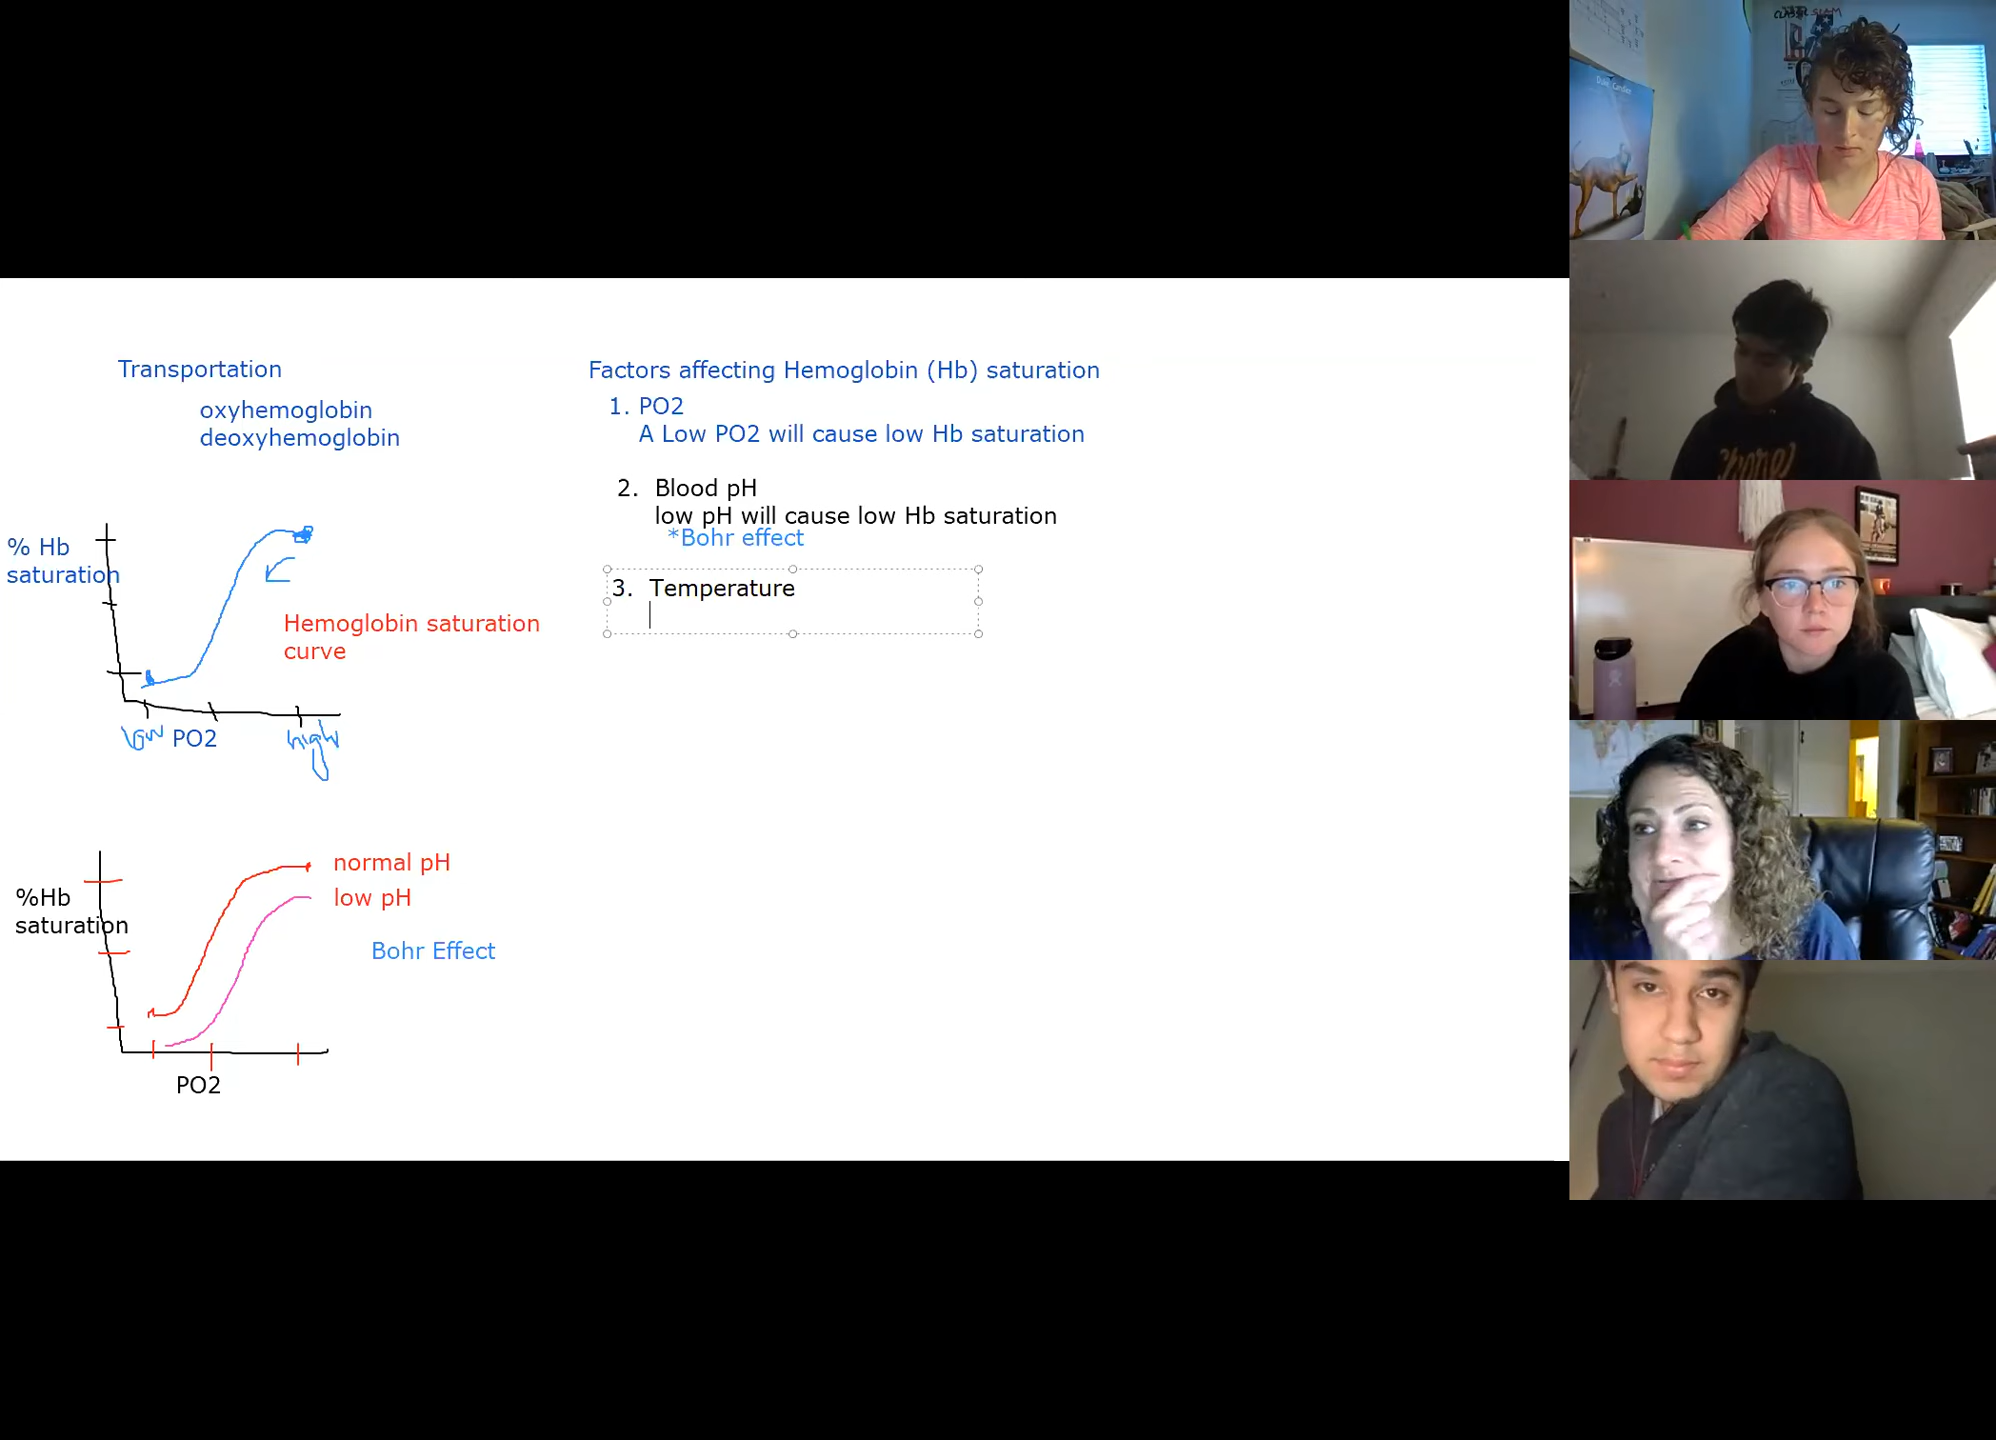 Transportation
oxyhemoglobin
deoxyhemoglobin
% Hb
saturation
Hemoglobin saturation
curve
low PO2 high
%Hb
saturation
normal pH
low pH
Bohr Effect
PO2
Factors affecting Hemoglobin (Hb) saturation
1. PO2
A Low PO2 will cause low Hb saturation
2. Blood pH
low pH will cause low Hb saturation
*Bohr effect
3. Temperature